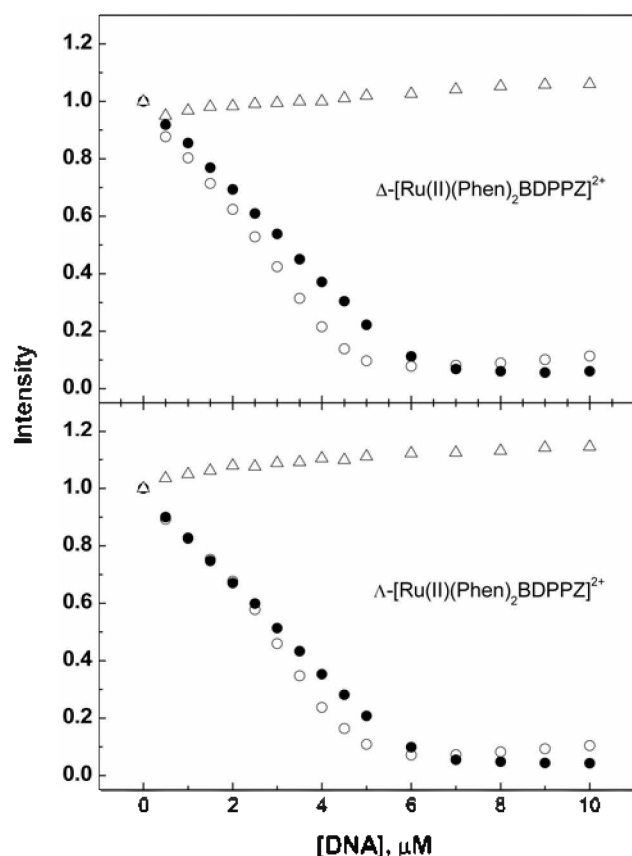 1.2
1.0
0.8
0.6
0.4
0.2
0.0
Δ-[Ru(II)(Phen)₂BDPPZ]²⁺
Intensity
1.2
1.0
0.8
0.6
0.4
0.2
0.0
Λ-[Ru(II)(Phen)₂BDPPZ]²⁺
0 2 4 6 8 10
[DNA], μM